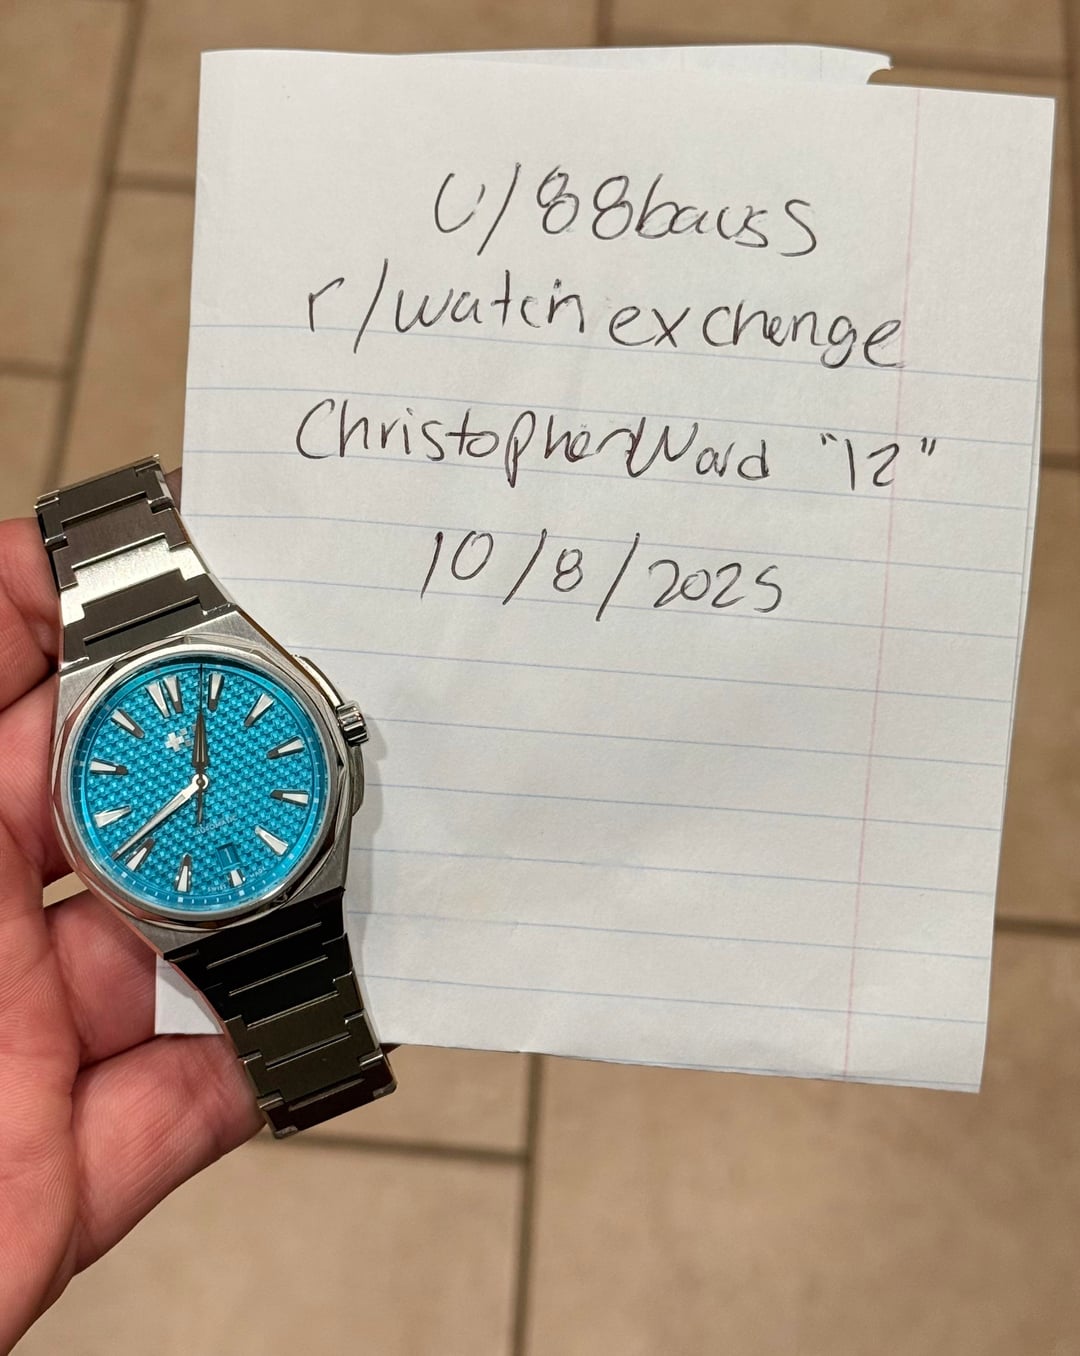 u/88bauss
r/watchexchange
ChristopherWard "12"
10/8/2025